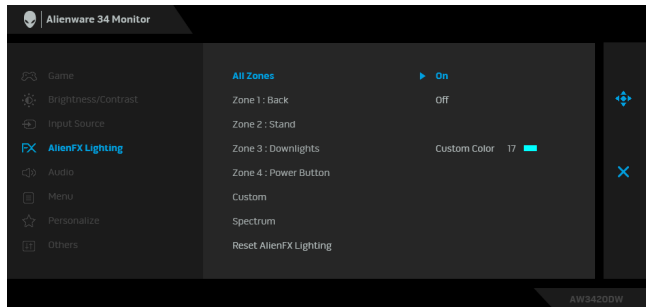 Alienware 34 Monitor
Game
Brightness/Contrast
Input Source
FX AlienFX Lighting
Audio
Menu
Personalize
Others
All Zones
Zone 1 : Back
Zone 2 : Stand
Zone 3 : Downlights
Zone 4 : Power Button
Custom
Spectrum
Reset AlienFX Lighting
On
Off
Custom Color 17
AW3420DW